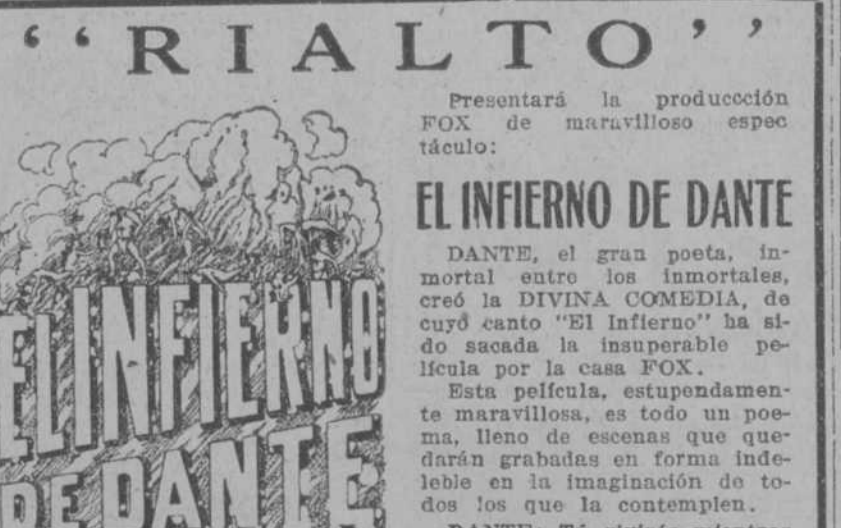 "RIALTO"
Presentará la produccción
FOX de maravilloso espec
táculo:
EL INFIERNO DE DANTE
DANTE, el gran poeta, in-
mortal entre los inmortales,
creó la DIVINA COMEDIA, de
cuyo canto "El Infierno" ha si-
do sacada la insuperable pe-
lícula por la casa FOX.
Esta película, estupendamen-
te maravillosa, es todo un poe-
ma, lleno de escenas que que-
darán grabadas en forma inde-
leble en la imaginación de to-
dos los que la contemplen.
EL INFIERNO
DE DANTE